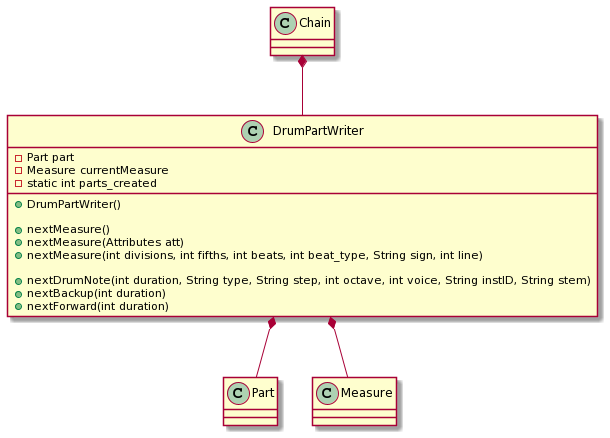 C Chain
C DrumPartWriter
Part part
Measure currentMeasure
static int parts_created
DrumPartWriter()
nextMeasure()
nextMeasure(Attributes att)
nextMeasure(int divisions, int fifths, int beats, int beat_type, String sign, int line)
nextDrumNote(int duration, String type, String step, int octave, int voice, String instID, String stem)
nextBackup(int duration)
nextForward(int duration)
C Part
C Measure